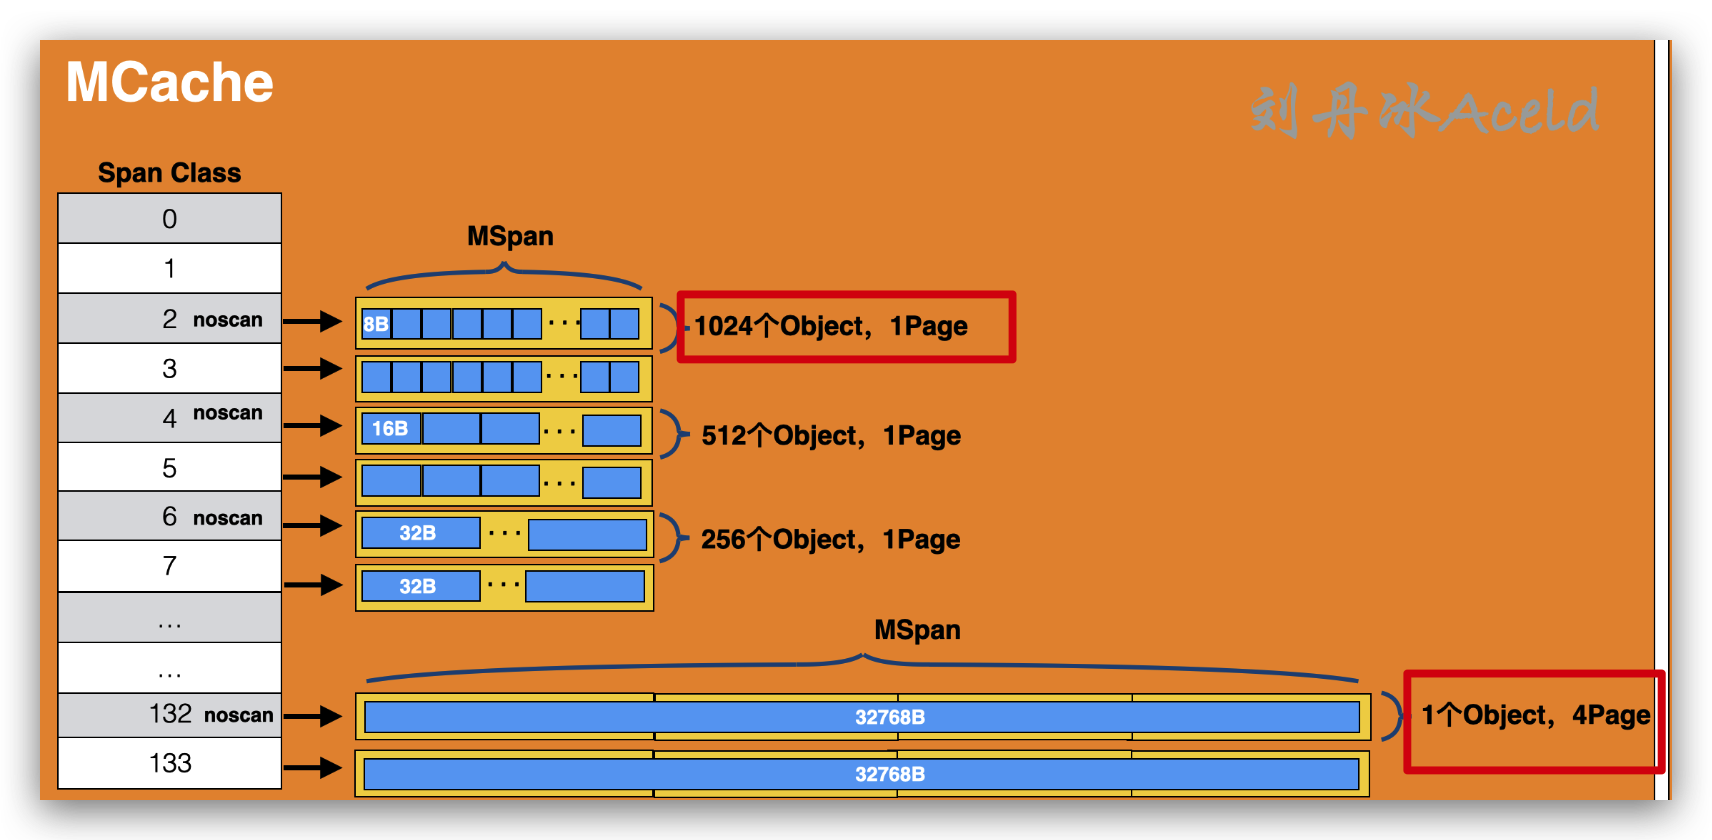 MCache
刘丹冰Aceld
Span Class
0
1
MSpan
2 noscan
8B ...
1024个Object，1Page
3
...
4 noscan
16B ...
512个Object，1Page
5
...
6 noscan
32B ...
256个Object，1Page
7
32B ...
...
MSpan
...
132 noscan
32768B
1个Object，4Page
133
32768B